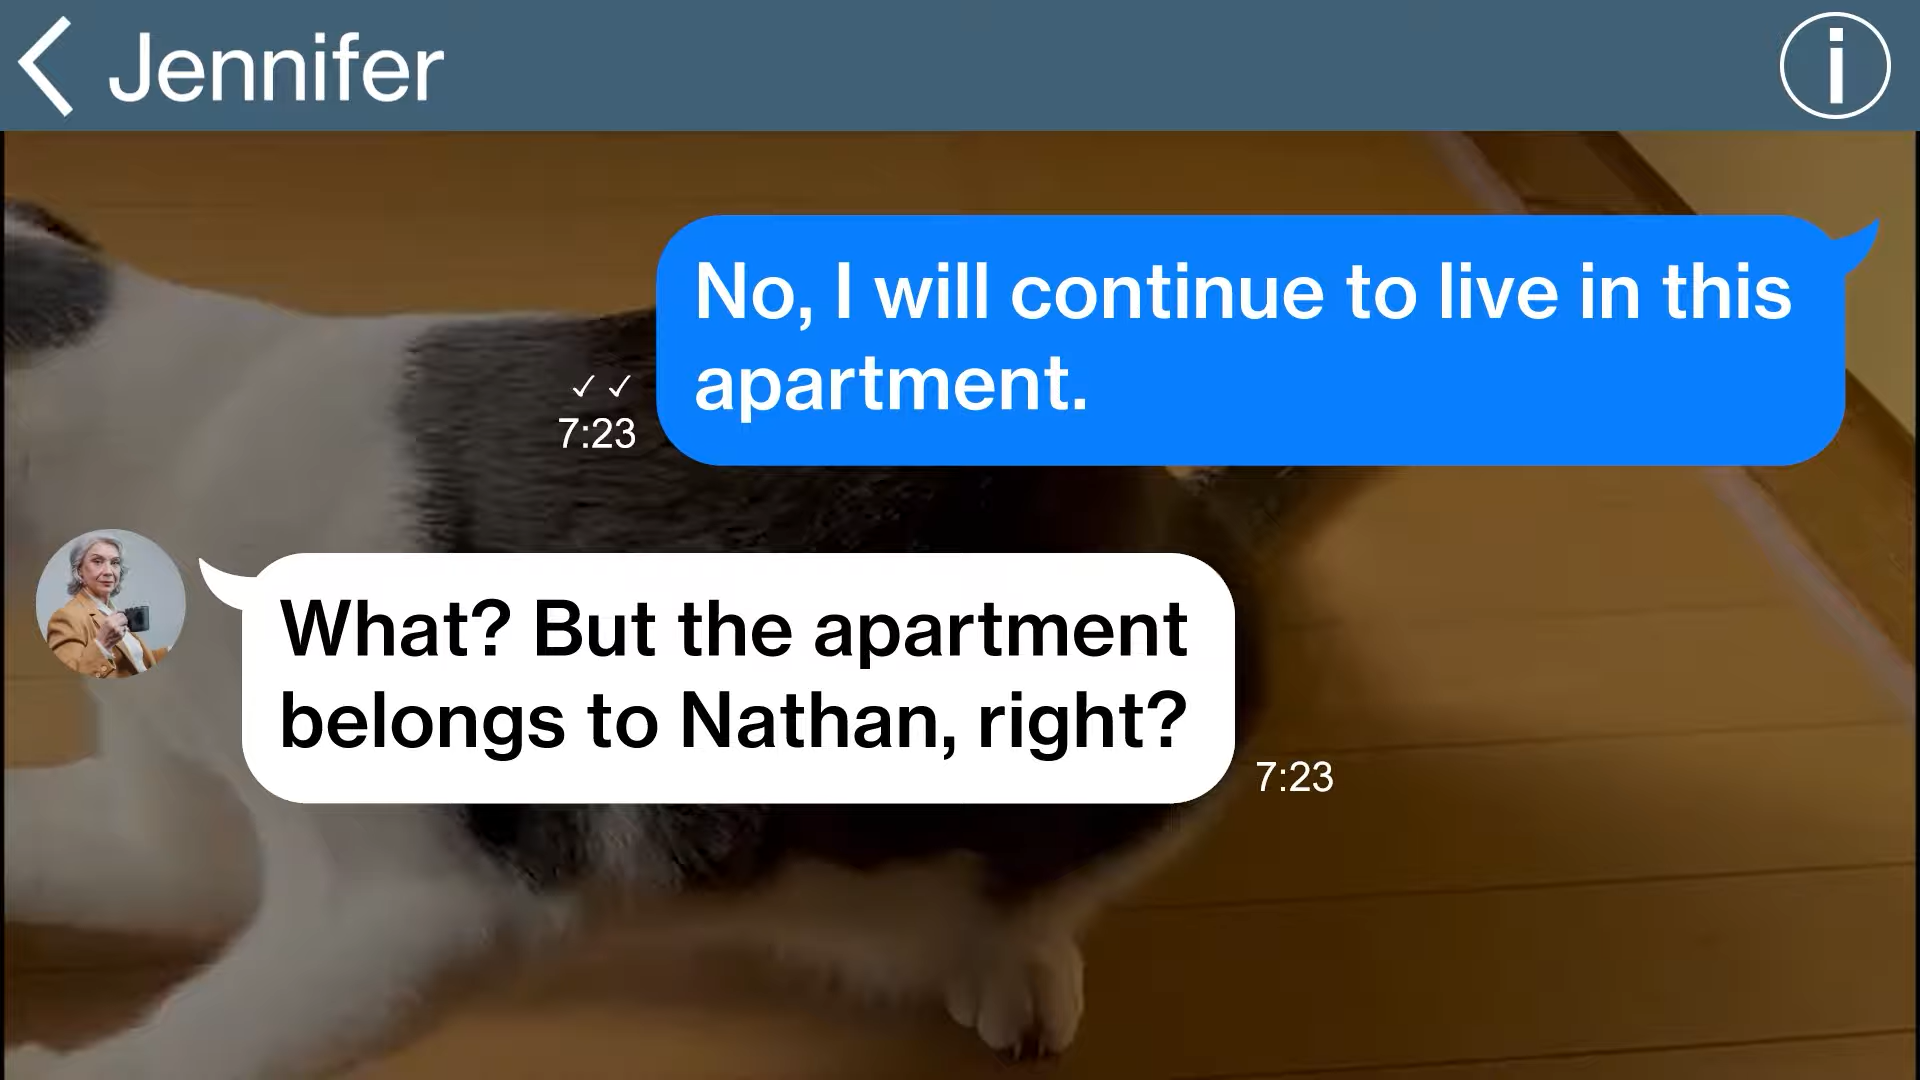 Jennifer
No, I will continue to live in this
apartment.
✓✓
7:23
What? But the apartment
belongs to Nathan, right?
7:23